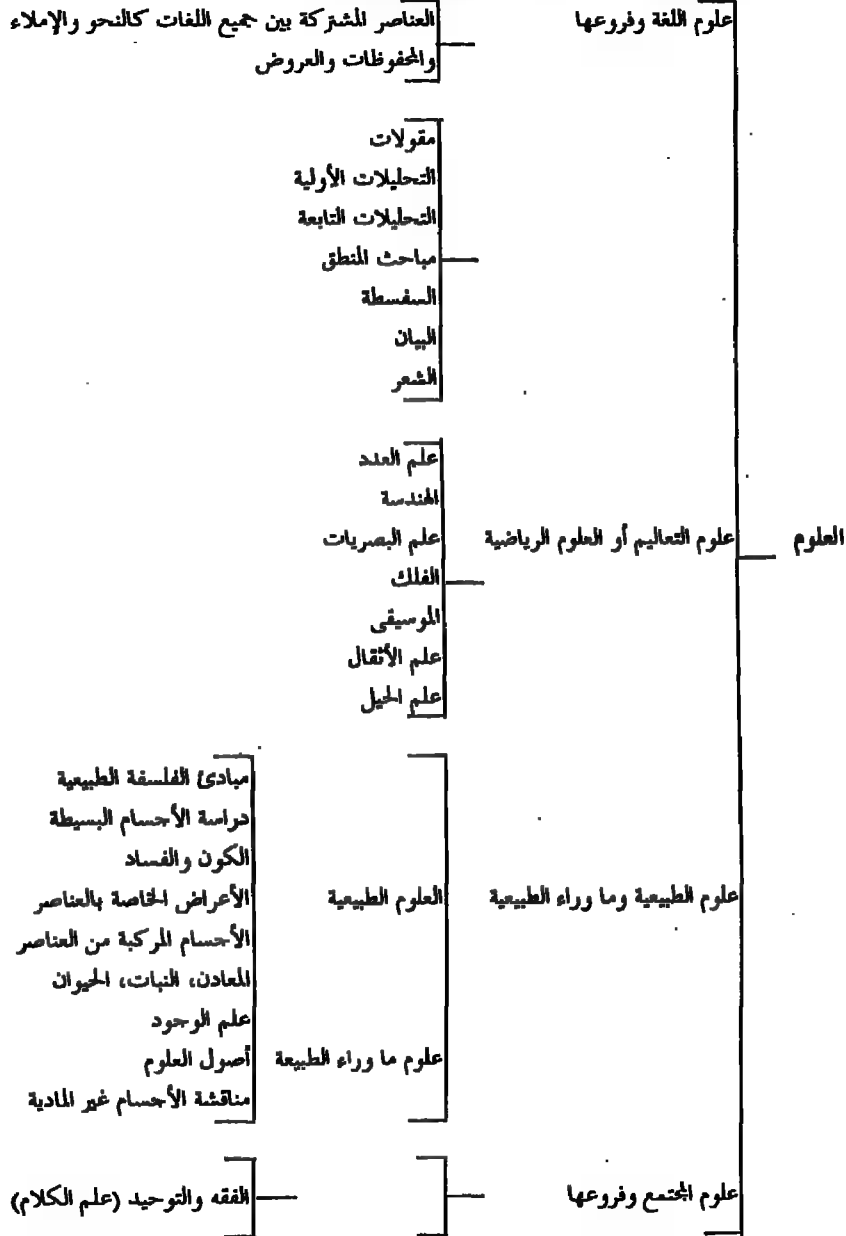 علوم اللغة وفروعها
العناصر المشتركة بين جميع اللغات كالنحو والإملاء
والمحفوظات والعروض
مقولات
التحليلات الأولية
التحليلات التابعة
مباحث المنطق
السفسطة
البيان
الشعر
العلوم
علوم التعاليم أو العلوم الرياضية
علم العدد
الهندسة
علم البصريات
الفلك
الموسيقى
علم الأثقال
علم الحيل
علوم الطبيعية وما وراء الطبيعية
العلوم الطبيعية
مبادئ الفلسفة الطبيعية
دراسة الأجسام البسيطة
الكون والفساد
الأعراض الخاصة بالعناصر
الأجسام المركبة من العناصر
المعادن، النبات، الحيوان
علوم ما وراء الطبيعة
علم الوجود
أصول العلوم
مناقشة الأجسام غير المادية
علوم المجتمع وفروعها
الفقه والتوحيد (علم الكلام)